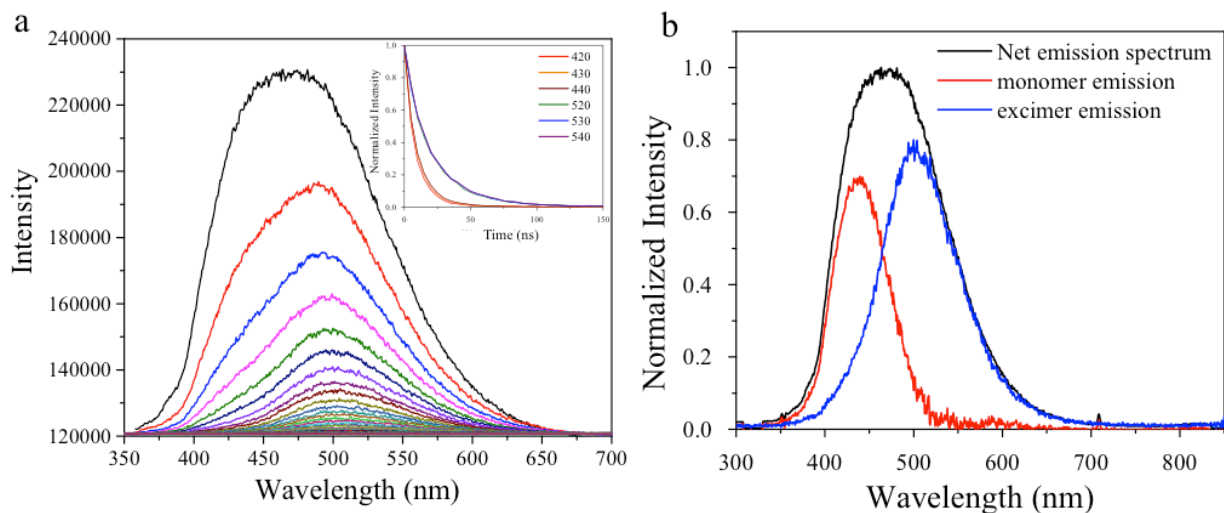 a
240000
220000
200000
180000
160000
140000
120000
Intensity
350 400 450 500 550 600 650 700
Wavelength (nm)
1.0
0.8
0.6
0.4
0.2
0.0
Normalized Intensity
0 50 100 150
Time (ns)
420
430
440
520
530
540
b
1.0
0.8
0.6
0.4
0.2
0.0
Normalized Intensity
300 400 500 600 700 800
Wavelength (nm)
Net emission spectrum
monomer emission
excimer emission